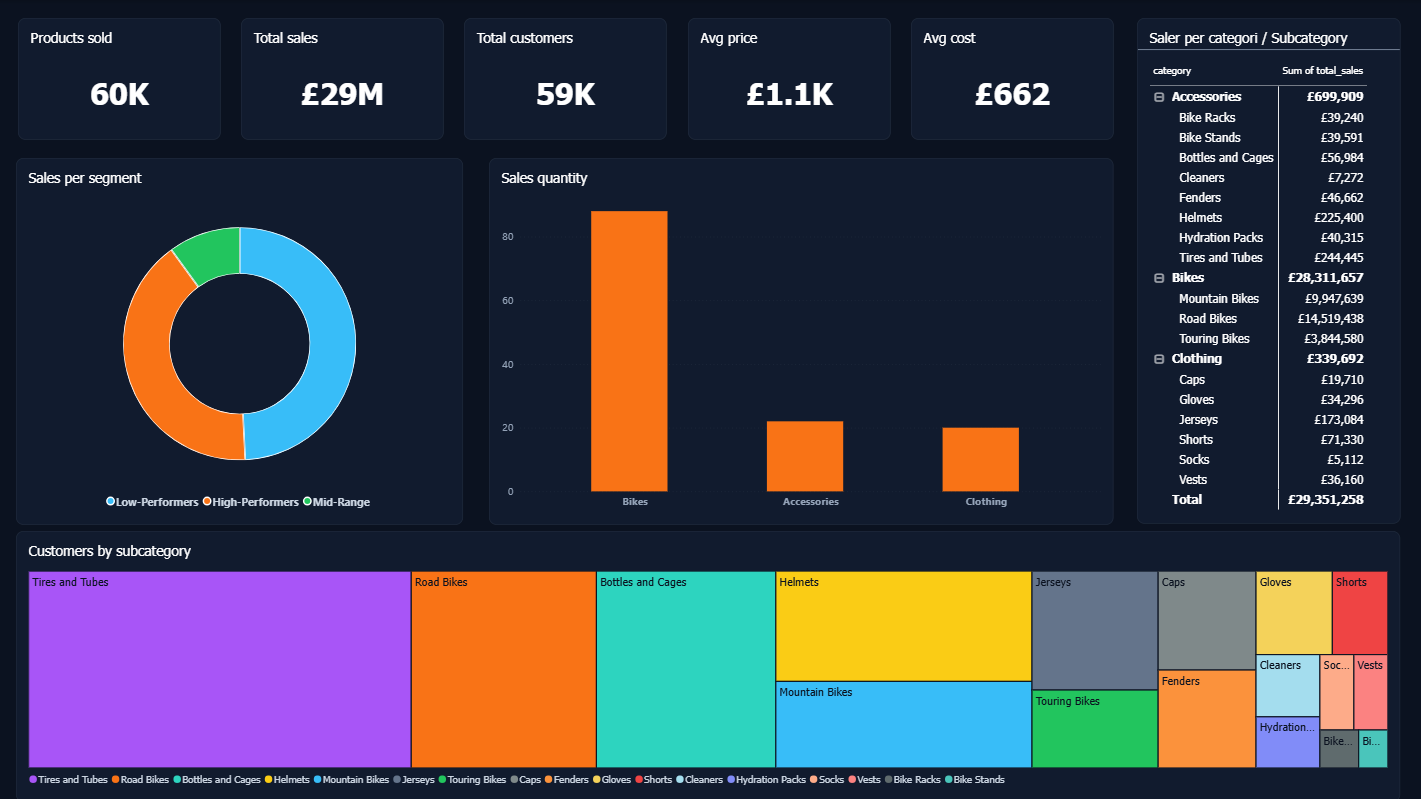 Products sold
60K
Total sales
£29M
Total customers
59K
Avg price
£1.1K
Avg cost
£662
Saler per categori / Subcategory
category Sum of total_sales
Accessories £699,909
Bike Racks £39,240
Bike Stands £39,591
Bottles and Cages £56,984
Cleaners £7,272
Fenders £46,662
Helmets £225,400
Hydration Packs £40,315
Tires and Tubes £244,445
Bikes £28,311,657
Mountain Bikes £9,947,639
Road Bikes £14,519,438
Touring Bikes £3,844,580
Clothing £339,692
Caps £19,710
Gloves £34,296
Jerseys £173,084
Shorts £71,330
Socks £5,112
Vests £36,160
Total £29,351,258
Sales per segment
Low-Performers High-Performers Mid-Range
Sales quantity
80
60
40
20
0
Bikes Accessories Clothing
Customers by subcategory
Tires and Tubes
Road Bikes
Bottles and Cages
Helmets
Mountain Bikes
Jerseys
Touring Bikes
Caps
Fenders
Gloves
Shorts
Cleaners
Soc...
Vests
Hydration...
Bike...
Bi...
Tires and Tubes Road Bikes Bottles and Cages Helmets Mountain Bikes Jerseys Touring Bikes Caps Fenders Gloves Shorts Cleaners Hydration Packs Socks Vests Bike Racks Bike Stands